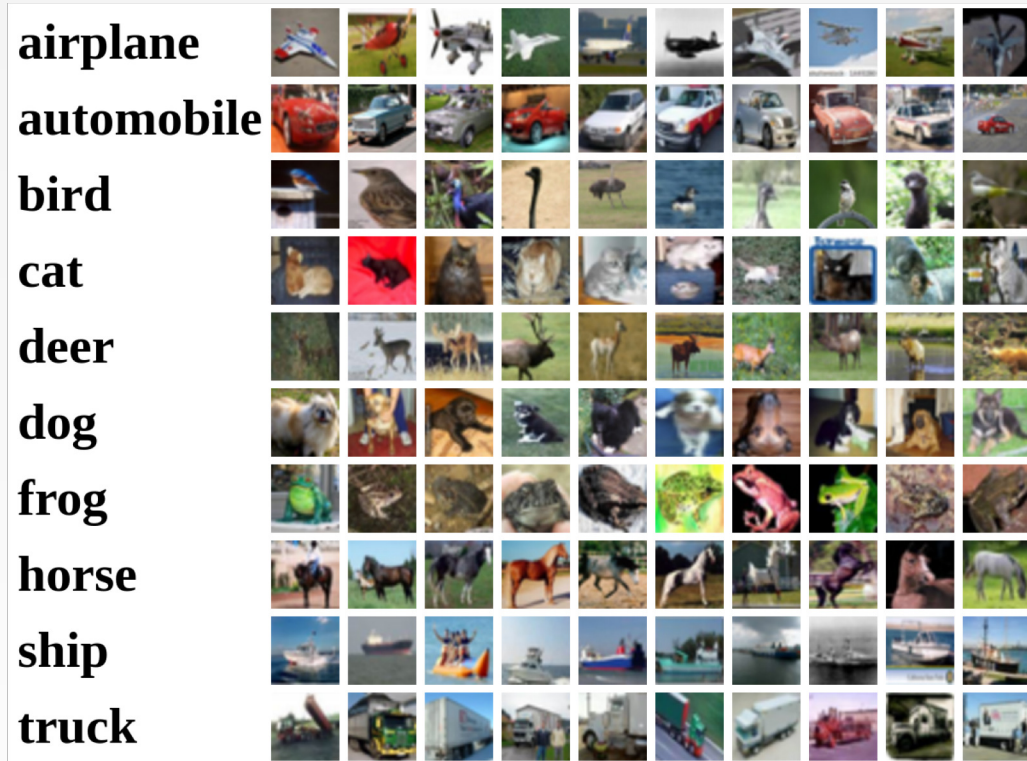 airplane
automobile
bird
cat
deer
dog
frog
horse
ship
truck